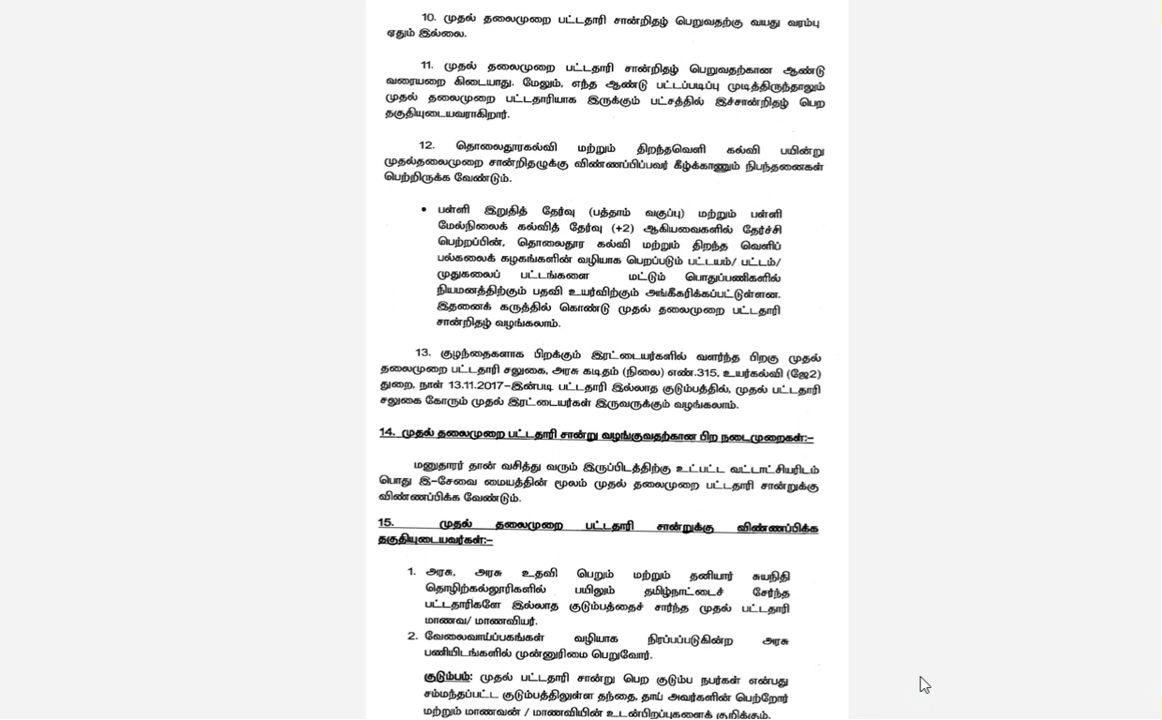 10. முதல் தலைமுறை பட்டதாரி சான்றிதழ் பெறுவதற்கு வயது வரம்பு
ஏதும் இல்லை.
11. முதல் தலைமுறை பட்டதாரி சான்றிதழ் பெறுவதற்கான ஆண்டு
வரையறை கிடையாது. மேலும், எந்த ஆண்டு பட்டப்படிப்பு முடித்திருந்தாலும்
முதல் தலைமுறை பட்டதாரியாக இருக்கும் பட்சத்தில் இச்சான்றிதழ் பெற
தகுதியுடையவராகிறார்.
12. தொலைதூரகல்வி மற்றும் திறந்தவெளி கல்வி பயின்று
முதல்தலைமுறை சான்றிதழுக்கு விண்ணப்பிப்பவர் கீழ்க்காணும் நிபந்தனைகள்
பெற்றிருக்க வேண்டும்.
• பள்ளி இறுதித் தேர்வு (பத்தாம் வகுப்பு) மற்றும் பள்ளி
மேல்நிலைக் கல்வித் தேர்வு (+2) ஆகியவைகளில் தேர்ச்சி
பெற்றப்பின், தொலைதூர கல்வி மற்றும் திறந்த வெளிப்
பல்கலைக் கழகங்களின் வழியாக பெறப்படும் பட்டயம்/ பட்டம்/
முதுகலைப் பட்டங்களை மட்டும் பொதுப்பணிகளில்
நியமனத்திற்கும் பதவி உயர்விற்கும் அங்கீகரிக்கப்பட்டுள்ளன.
இதனைக் கருத்தில் கொண்டு முதல் தலைமுறை பட்டதாரி
சான்றிதழ் வழங்கலாம்.
13. குழந்தைகளாக பிறக்கும் இரட்டையர்களில் வளர்ந்த பிறகு முதல்
தலைமுறை பட்டதாரி சலுகை, அரசு கடிதம் (நிலை) எண்.315, உயர்கல்வி (ஜே2)
துறை, நாள் 13.11.2017-இன்படி பட்டதாரி இல்லாத குடும்பத்தில், முதல் பட்டதாரி
சலுகை கோரும் முதல் இரட்டையர்கள் இருவருக்கும் வழங்கலாம்.
14. முதல் தலைமுறை பட்டதாரி சான்று வழங்குவதற்கான பிற நடைமுறைகள்:-
மனுதாரர் தான் வசித்து வரும் இருப்பிடத்திற்கு உட்பட்ட வட்டாட்சியரிடம்
பொது இ-சேவை மையத்தின் மூலம் முதல் தலைமுறை பட்டதாரி சான்றுக்கு
விண்ணப்பிக்க வேண்டும்.
15. முதல் தலைமுறை பட்டதாரி சான்றுக்கு விண்ணப்பிக்க
தகுதியுடையவர்கள்:-
1. அரசு, அரசு உதவி பெறும் மற்றும் தனியார் சுயநிதி
தொழிற்கல்லூரிகளில் பயிலும் தமிழ்நாட்டைச் சேர்ந்த
பட்டதாரிகளே இல்லாத குடும்பத்தைச் சார்ந்த முதல் பட்டதாரி
மாணவ/ மாணவியர்.
2. வேலைவாய்ப்பகங்கள் வழியாக நிரப்பப்படுகின்ற அரசு
பணியிடங்களில் முன்னுரிமை பெறுவோர்.
குடும்பம்: முதல் பட்டதாரி சான்று பெற குடும்ப நபர்கள் என்பது
சம்மந்தப்பட்ட குடும்பத்திலுள்ள தந்தை, தாய் அவர்களின் பெற்றோர்
மற்றும் மாணவன் / மாணவியின் உடன்பிறப்புகளைக் குறிக்கும்.